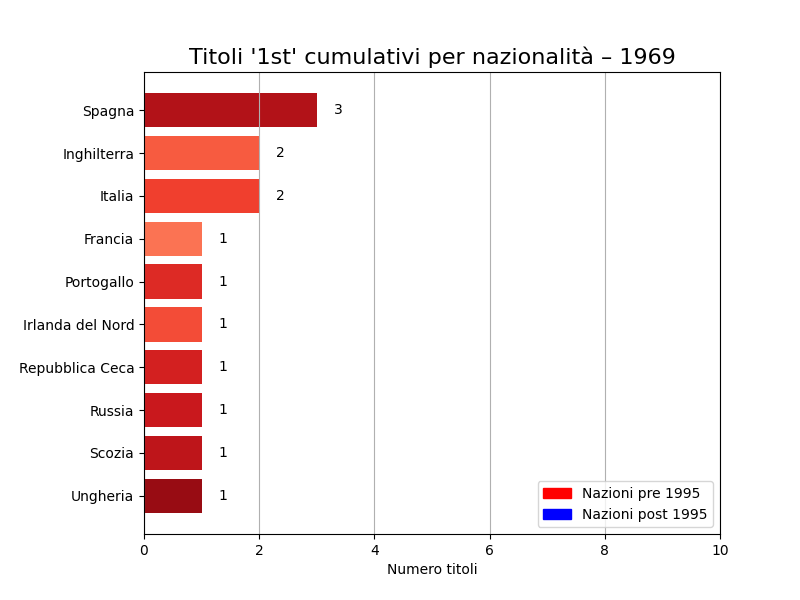 Titoli '1st' cumulativi per nazionalità – 1969
Spagna 3
Inghilterra 2
Italia 2
Francia 1
Portogallo 1
Irlanda del Nord 1
Repubblica Ceca 1
Russia 1
Scozia 1
Ungheria 1
Nazioni pre 1995
Nazioni post 1995
0 2 4 6 8 10
Numero titoli